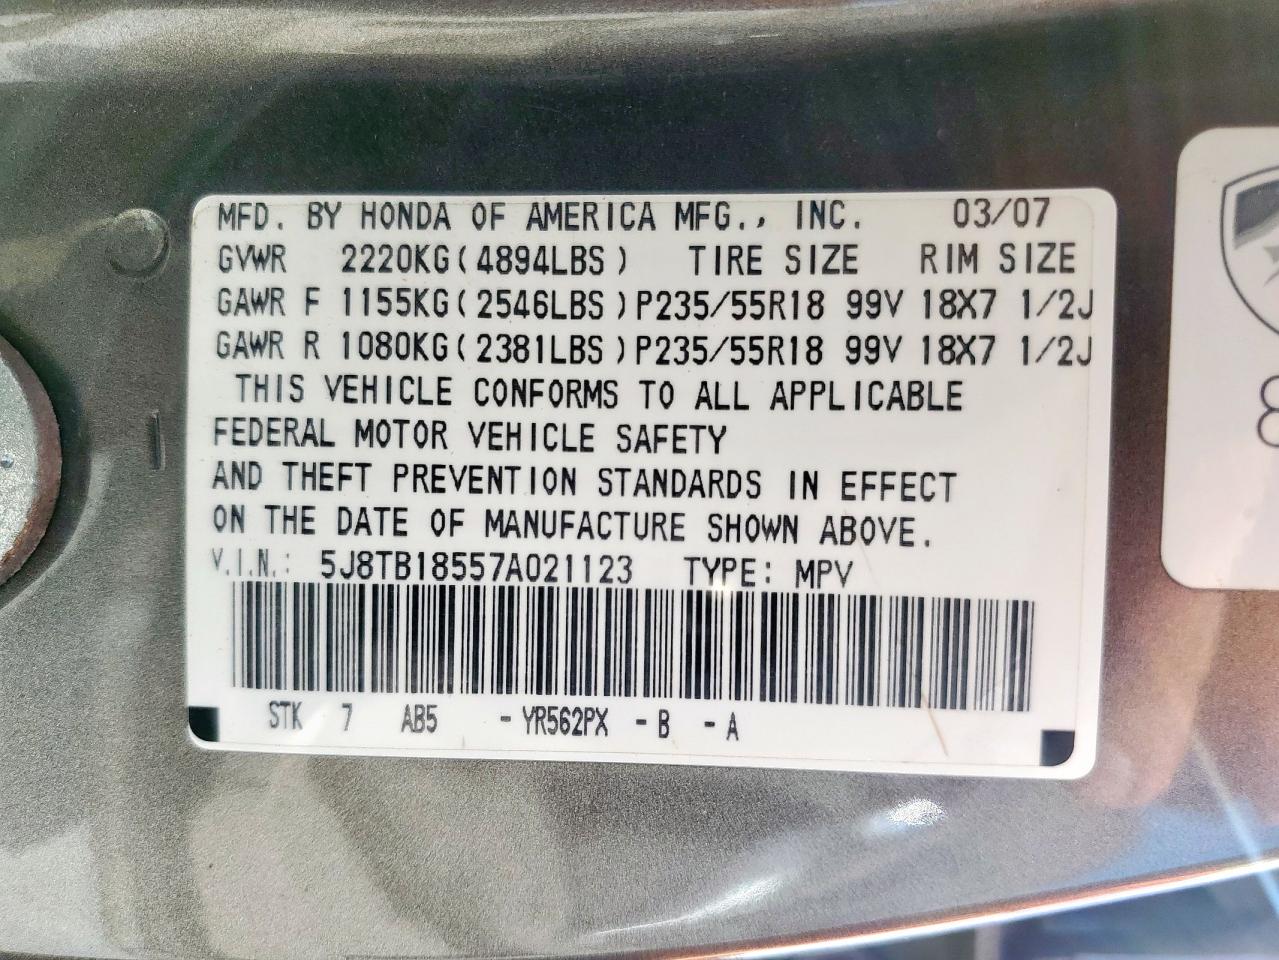 MFD. BY HONDA OF AMERICA MFG., INC. 03/07
GVWR 2220KG(4894LBS) TIRE SIZE RIM SIZE
GAWR F 1155KG(2546LBS)P235/55R18 99V 18X7 1/2J
GAWR R 1080KG(2381LBS)P235/55R18 99V 18X7 1/2J
THIS VEHICLE CONFORMS TO ALL APPLICABLE
FEDERAL MOTOR VEHICLE SAFETY
AND THEFT PREVENTION STANDARDS IN EFFECT
ON THE DATE OF MANUFACTURE SHOWN ABOVE.
V.I.N.: 5J8TB18557A021123 TYPE: MPV
STK 7 AB5 -YR562PX -B -A